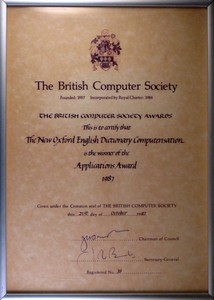 The British Computer Society
Founded, 1957 Incorporated by Royal Charter 1984
THE BRITISH COMPUTER SOCIETY AWARDS
This is to certify that
The New Oxford English Dictionary Computerisation,
is the winner of the
Applications Award
1987
Given under the Common seal of THE BRITISH COMPUTER SOCIETY
this day of October 1987
Chairman of Council
Secretary-General
Registered No. 38